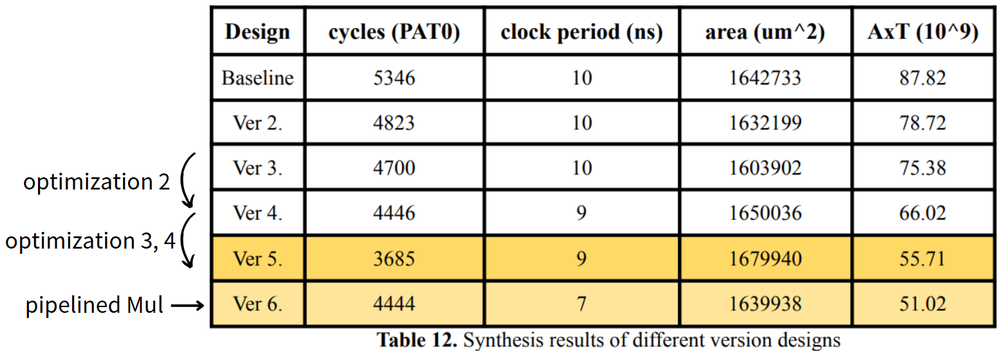 Design cycles (PAT0) clock period (ns) area (um^2) AxT (10^9)
Baseline 5346 10 1642733 87.82
Ver 2. 4823 10 1632199 78.72
Ver 3. 4700 10 1603902 75.38
optimization 2
Ver 4. 4446 9 1650036 66.02
optimization 3, 4
Ver 5. 3685 9 1679940 55.71
pipelined Mul Ver 6. 4444 7 1639938 51.02
Table 12. Synthesis results of different version designs